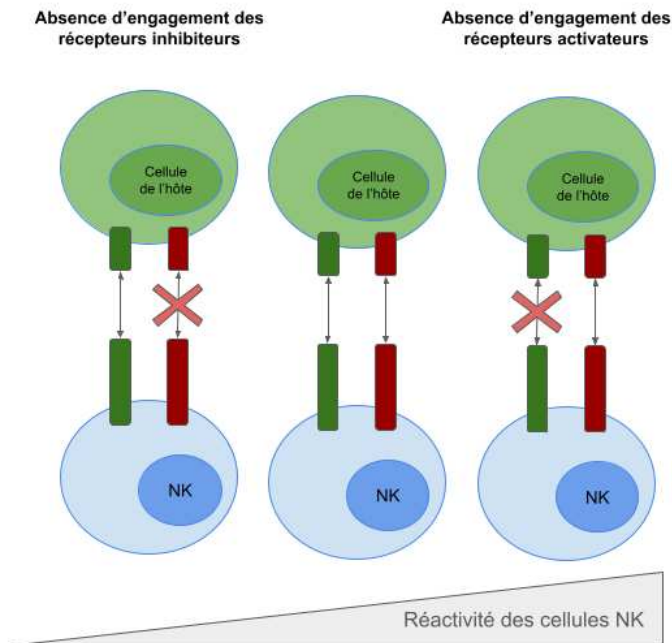 Absence d'engagement des
récepteurs inhibiteurs
Absence d'engagement des
récepteurs activateurs
Cellule
de l'hôte
Cellule
de l'hôte
Cellule
de l'hôte
NK
NK
NK
Réactivité des cellules NK